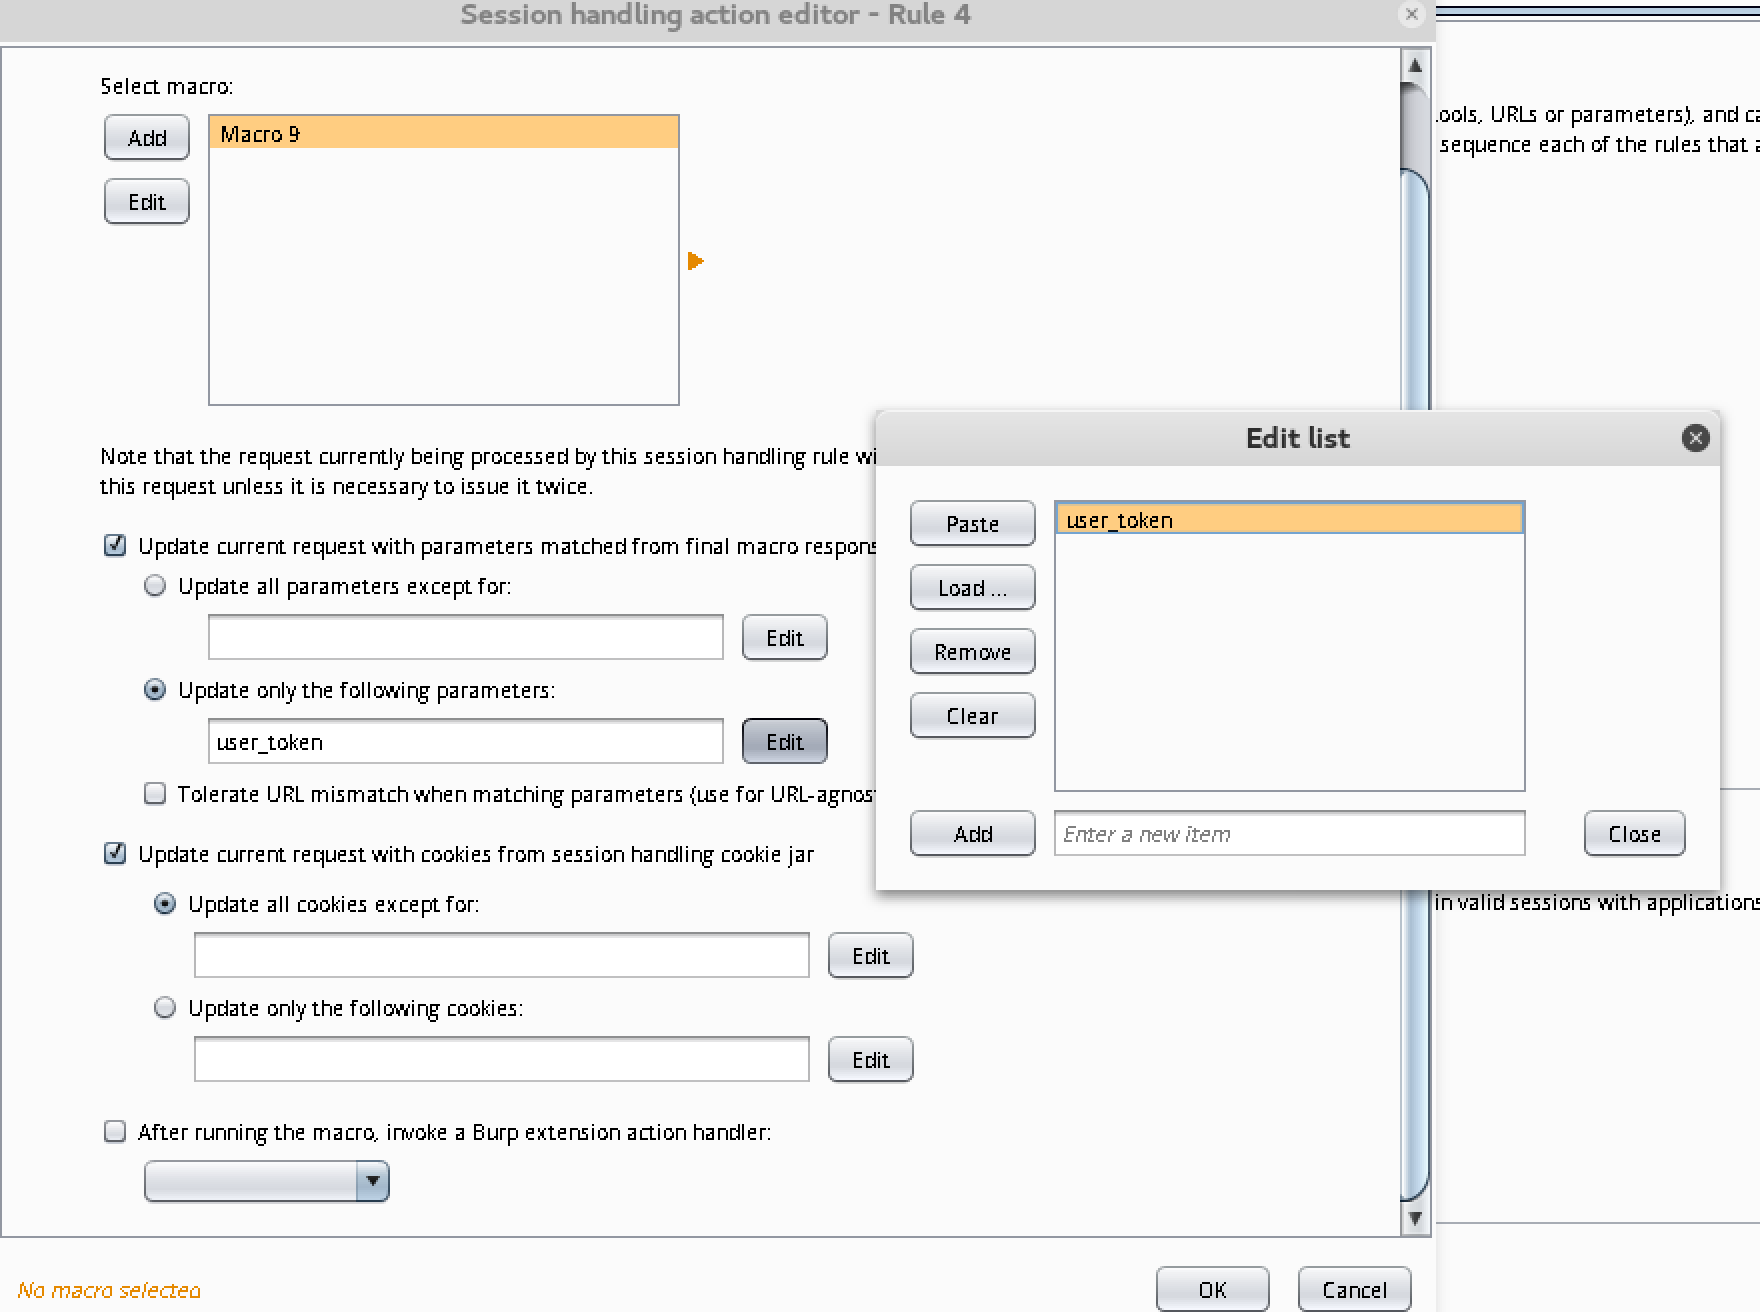 Session handling action editor - Rule 4
Select macro:
Add
Macro 9
Edit
ools, URLs or parameters), and ca
sequence each of the rules that a
Note that the request currently being processed by this session handling rule wi
this request unless it is necessary to issue it twice.
Update current request with parameters matched from final macro respons
Update all parameters except for:
Edit
Update only the following parameters:
user_token
Edit
Tolerate URL mismatch when matching parameters (use for URL-agnost
Update current request with cookies from session handling cookie jar
Update all cookies except for:
Edit
Update only the following cookies:
Edit
After running the macro, invoke a Burp extension action handler:
No macro selected
OK
Cancel
Edit list
Paste
user_token
Load ...
Remove
Clear
Add
Enter a new item
Close
in valid sessions with applications